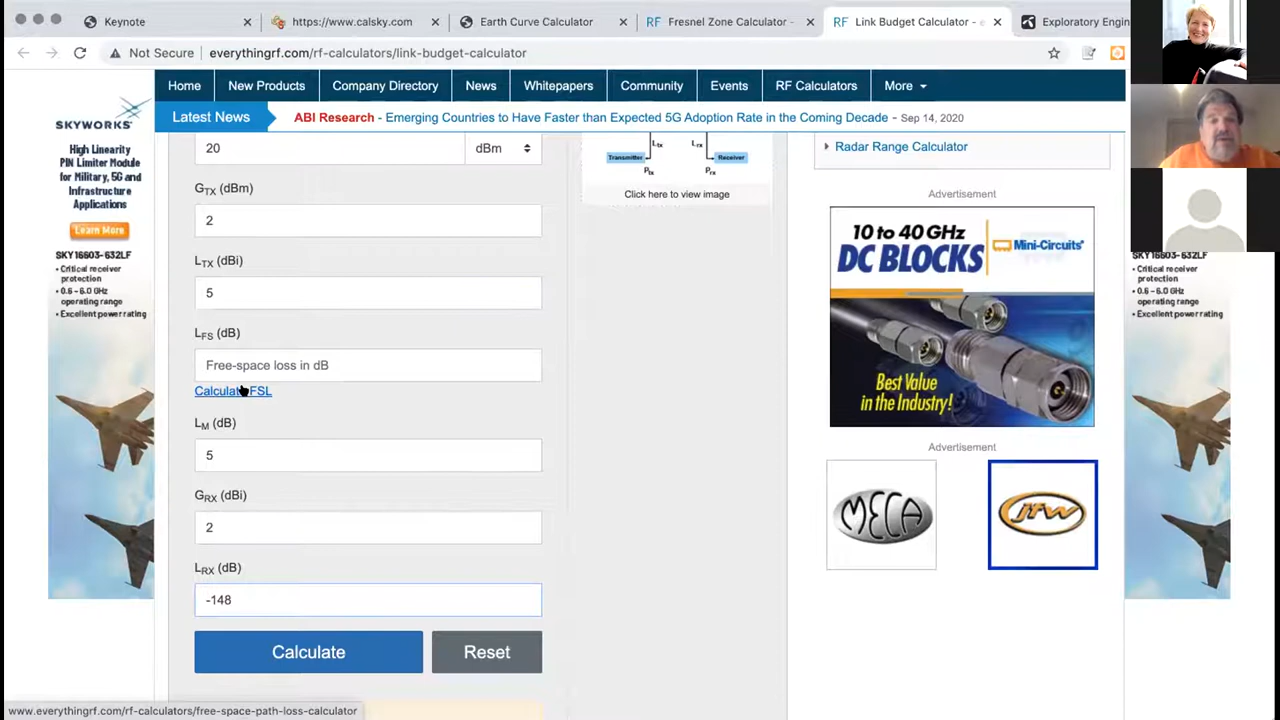 Keynote
https://www.calsky.com
Earth Curve Calculator
RF Fresnel Zone Calculator -
RF Link Budget Calculator - e
Exploratory Engin
Not Secure
everythingrf.com/rf-calculators/link-budget-calculator
Home
New Products
Company Directory
News
Whitepapers
Community
Events
RF Calculators
More
Latest News
ABI Research - Emerging Countries to Have Faster than Expected 5G Adoption Rate in the Coming Decade - Sep 14, 2020
SKYWORKS
High Linearity
PIN Limiter Module
for Military, 5G and
Infrastructure
Applications
Learn More
SKY16603-632LF
• Critical receiver
protection
• 0.6 – 6.0 GHz
operating range
• Excellent power rating
20
dBm
GTX (dBm)
2
LTX (dBi)
5
LFS (dB)
Free-space loss in dB
Calculate FSL
LM (dB)
5
GRX (dBi)
2
LRX (dB)
-148
Calculate
Reset
Ltx
Lrx
Transmitter
Receiver
Ptx
Prx
Click here to view image
Radar Range Calculator
Advertisement
10 to 40 GHz
DC BLOCKS
Mini-Circuits
Best Value
in the Industry!
Advertisement
MECA
jfw
SKY16603-632LF
• Critical receiver
protection
• 0.6 – 6.0 GHz
operating range
• Excellent power rating
www.everythingrf.com/rf-calculators/free-space-path-loss-calculator